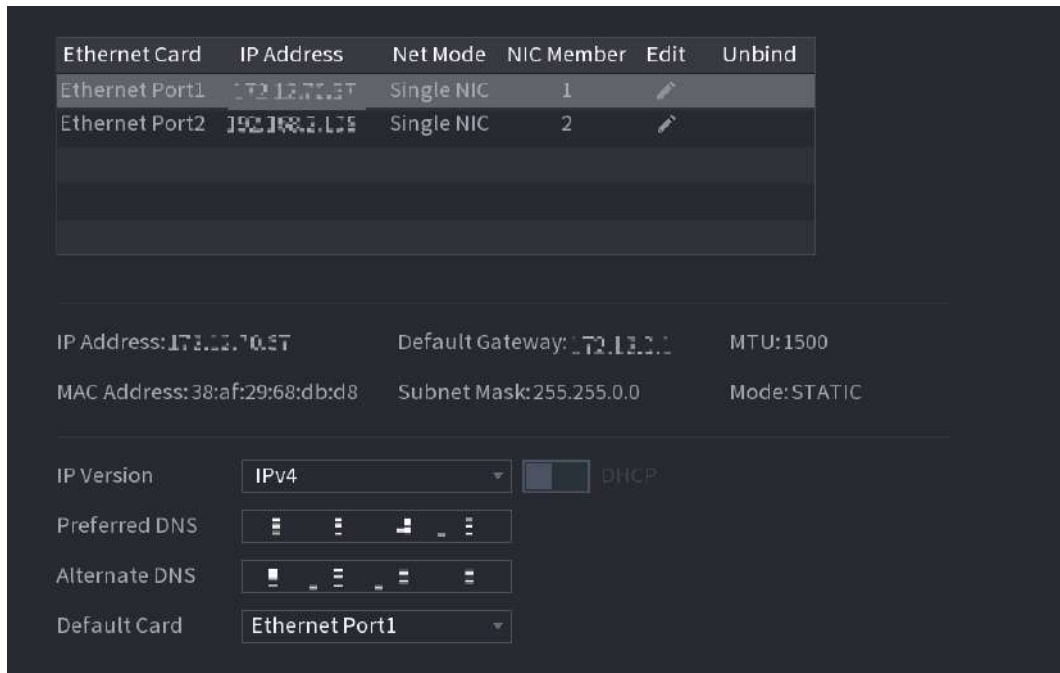 Ethernet Card IP Address Net Mode NIC Member Edit Unbind
Ethernet Port1 Single NIC 1
Ethernet Port2 Single NIC 2
IP Address: Default Gateway: MTU:1500
MAC Address:38:af:29:68:db:d8 Subnet Mask:255.255.0.0 Mode:STATIC
IP Version IPv4 DHCP
Preferred DNS
Alternate DNS
Default Card Ethernet Port1